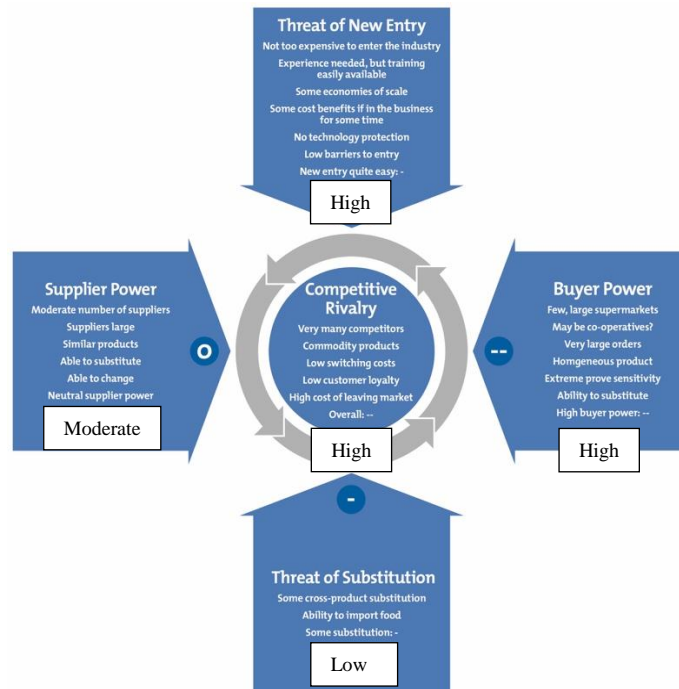 Threat of New Entry
Not too expensive to enter the industry
Experience needed, but training
easily available
Some economies of scale
Some cost benefits if in the business
for some time
No technology protection
Low barriers to entry
New entry quite easy: -
High
Supplier Power
Moderate number of suppliers
Suppliers large
Similar products
Able to substitute
Able to change
Neutral supplier power
Moderate
O
Competitive
Rivalry
Very many competitors
Commodity products
Low switching costs
Low customer loyalty
High cost of leaving market
Overall: --
High
--
Buyer Power
Few, large supermarkets
May be co-operatives?
Very large orders
Homgeneous product
Extreme prove sensitivity
Ability to substitute
High buyer power: --
High
-
Threat of Substitution
Some cross-product substitution
Ability to import food
Some substitution: -
Low